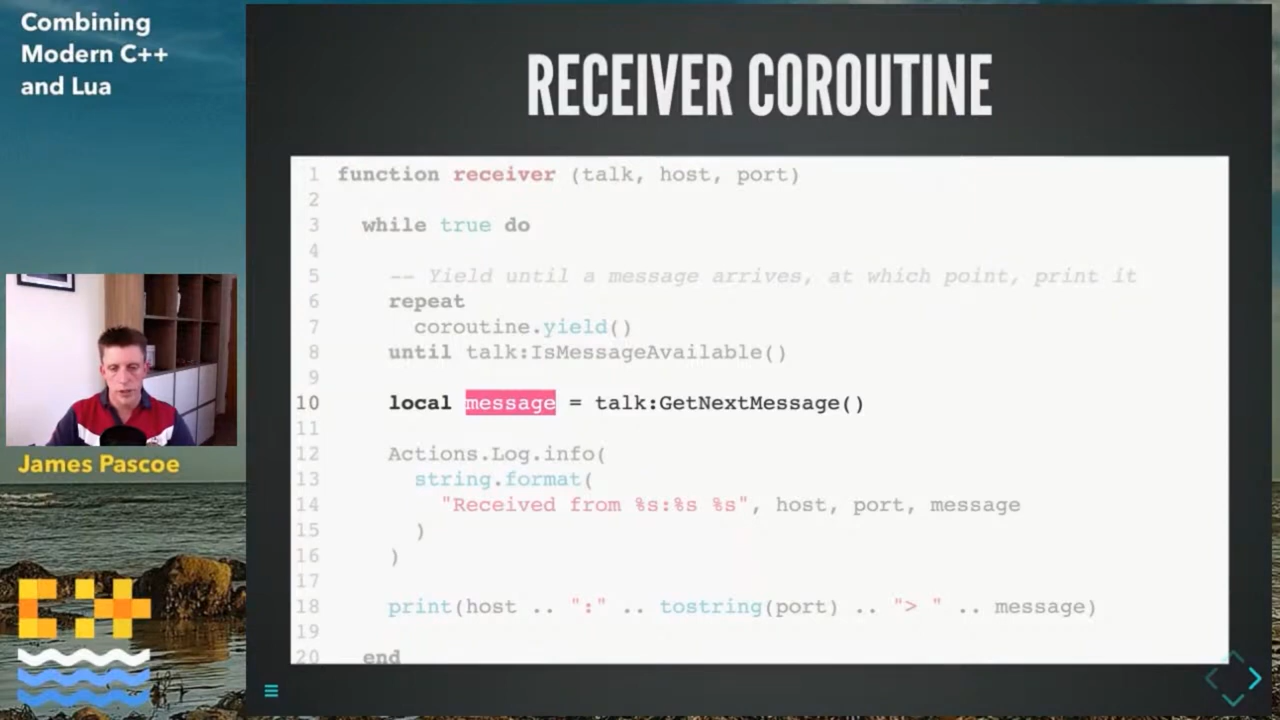 Combining
Modern C++
and Lua
James Pascoe
RECEIVER COROUTINE
1 function receiver (talk, host, port)
2
3 while true do
4
5 -- Yield until a message arrives, at which point, print it
6 repeat
7 coroutine.yield()
8 until talk:IsMessageAvailable()
9
10 local message = talk:GetNextMessage()
11
12 Actions.Log.info(
13 string.format(
14 "Received from %s:%s %s", host, port, message
15 )
16 )
17
18 print(host .. ":" .. tostring(port) .. "> " .. message)
19
20 end